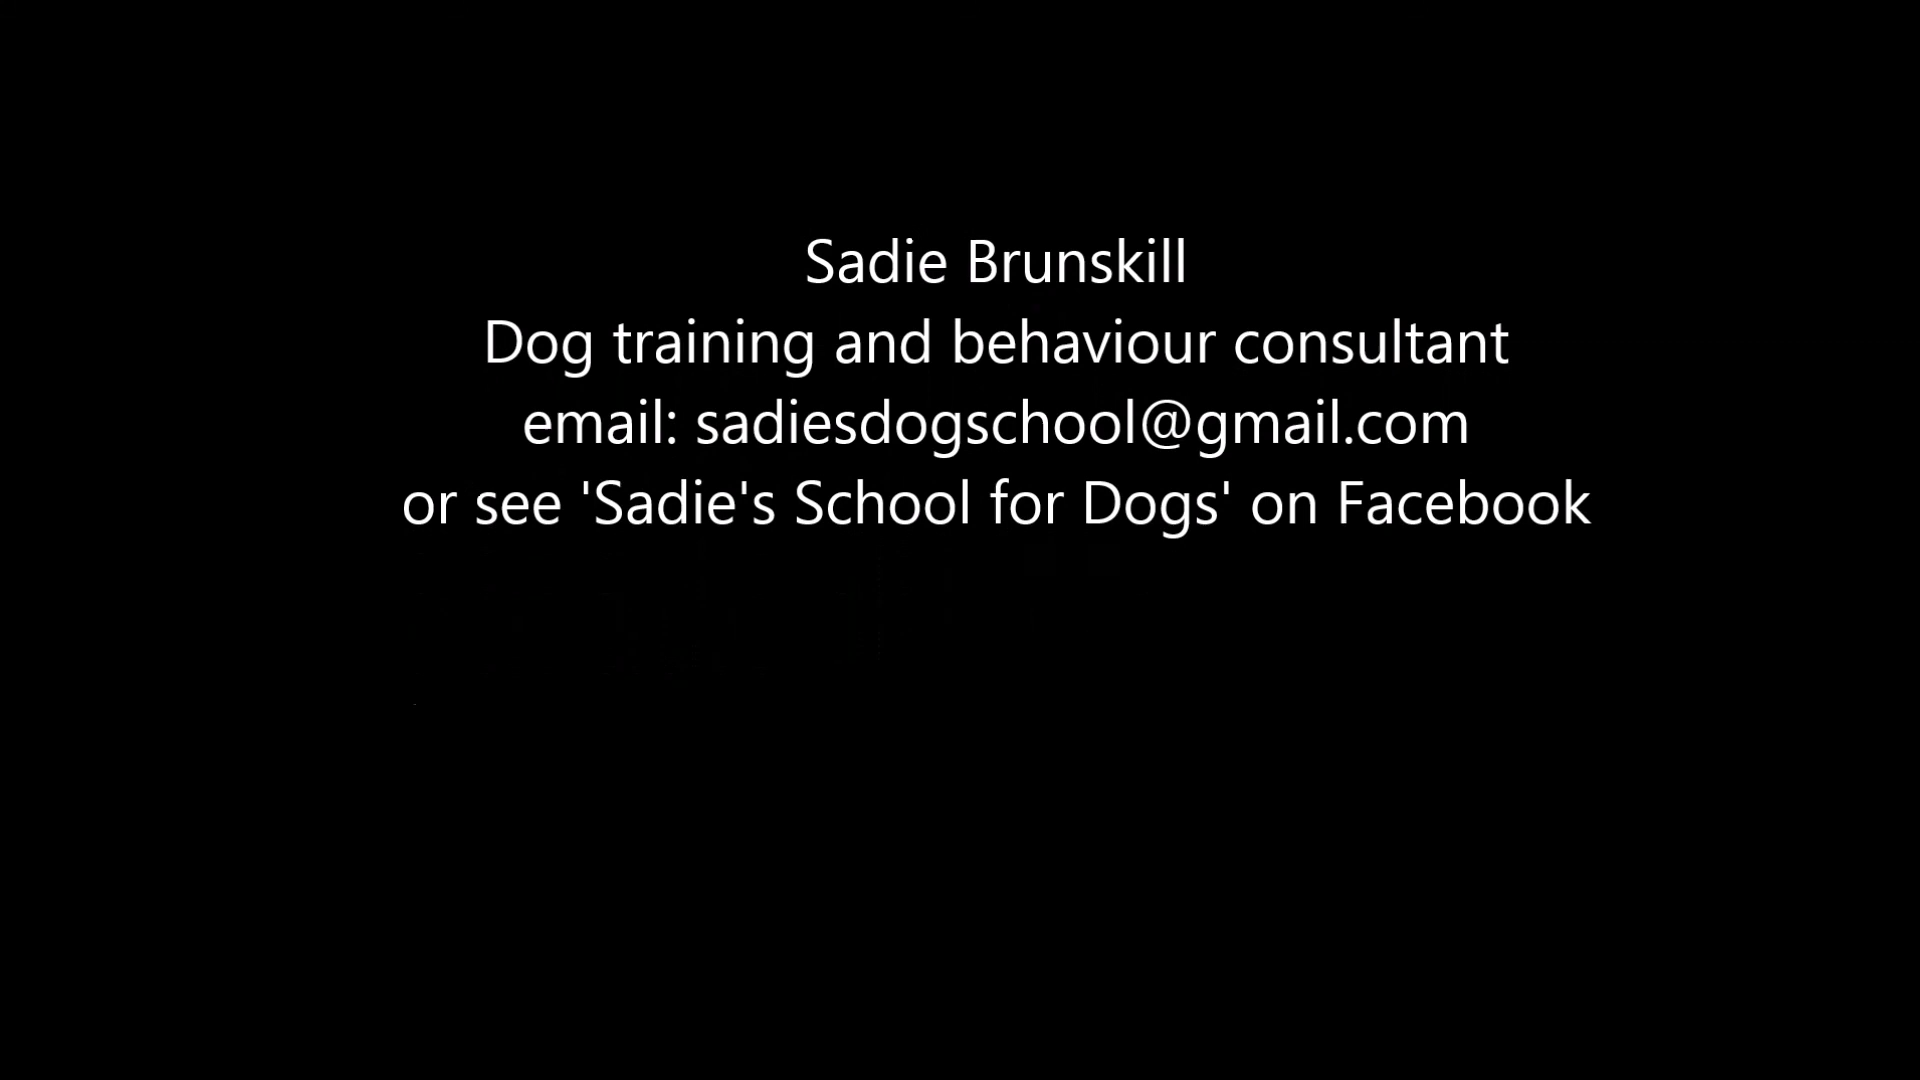 Sadie Brunskill
Dog training and behaviour consultant
email: sadiesdogschool@gmail.com
or see 'Sadie's School for Dogs' on Facebook